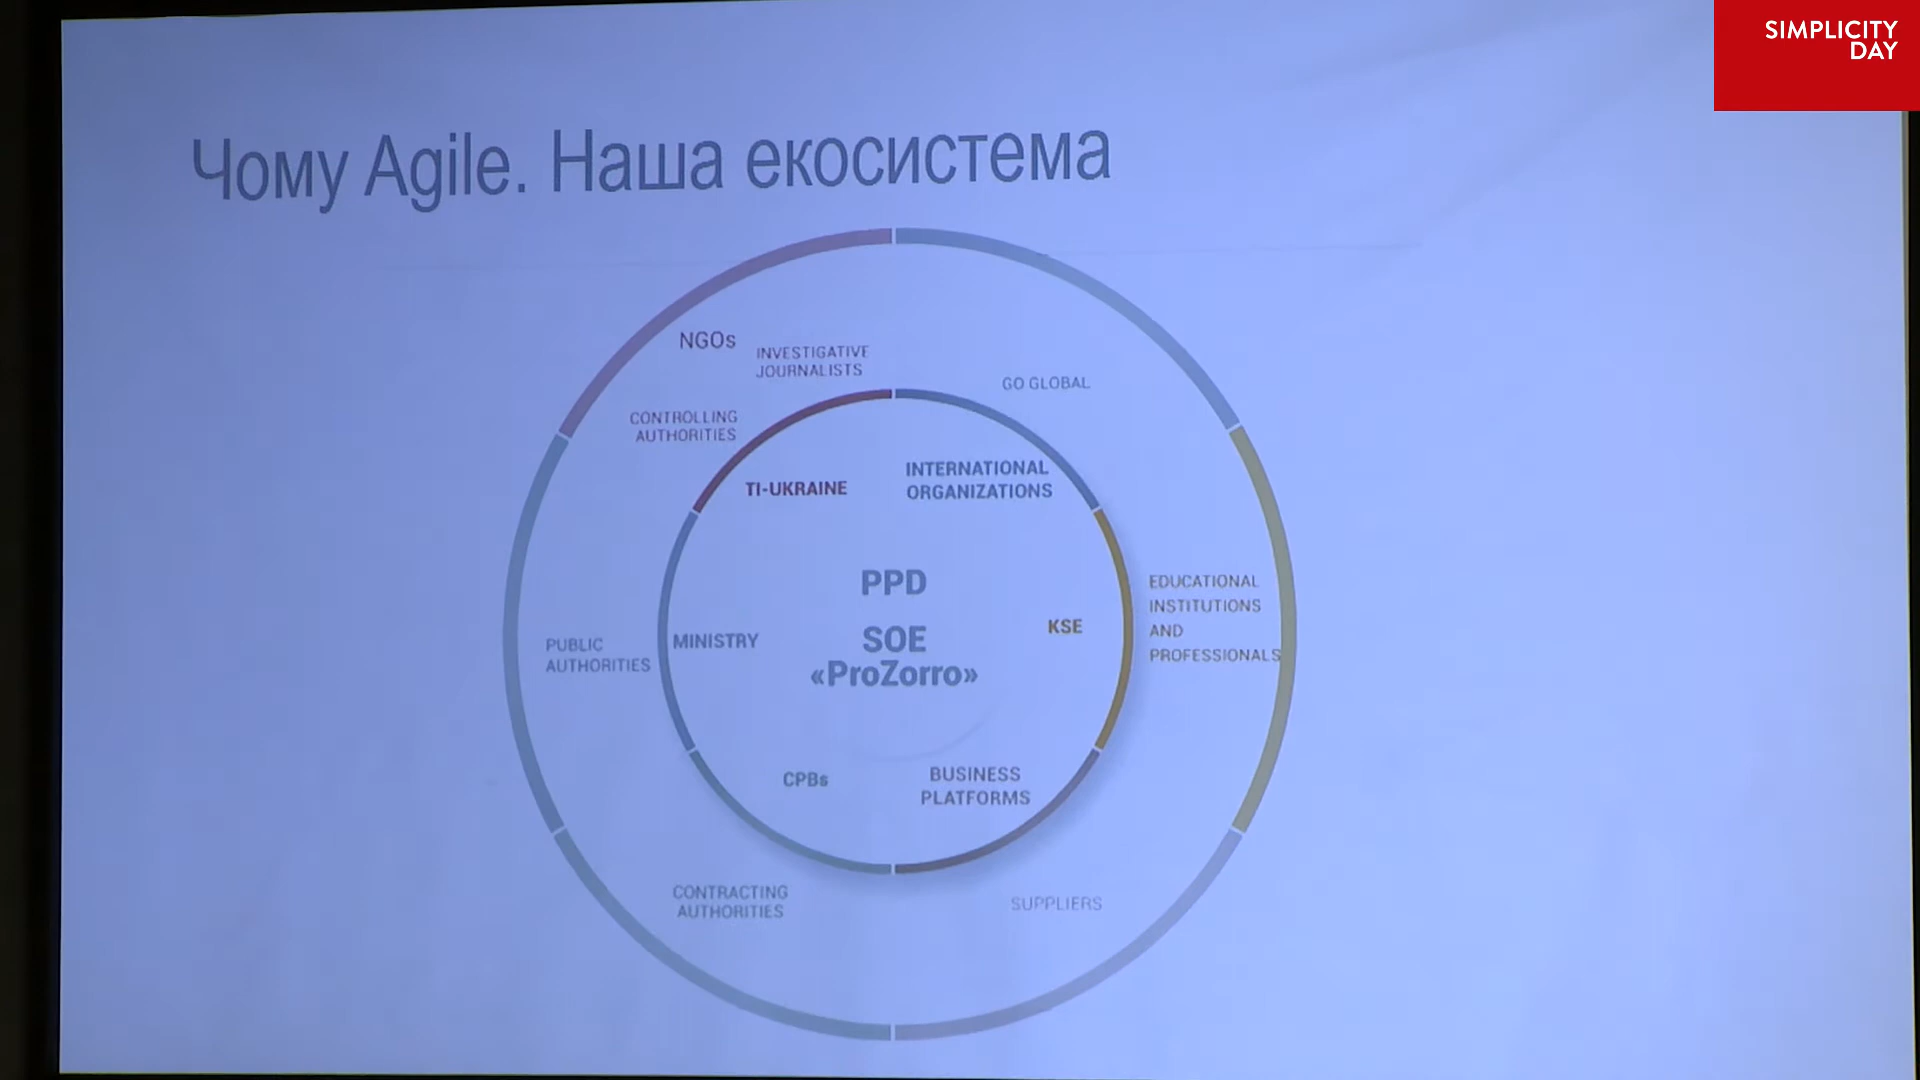 SIMPLICITY
DAY
Чому Agile. Наша екосистема
NGOs
INVESTIGATIVE
JOURNALISTS
GO GLOBAL
CONTROLLING
AUTHORITIES
TI-UKRAINE
INTERNATIONAL
ORGANIZATIONS
PPD
SOE
«ProZorro»
KSE
EDUCATIONAL
INSTITUTIONS
AND
PROFESSIONALS
PUBLIC
AUTHORITIES
MINISTRY
CPBs
BUSINESS
PLATFORMS
CONTRACTING
AUTHORITIES
SUPPLIERS